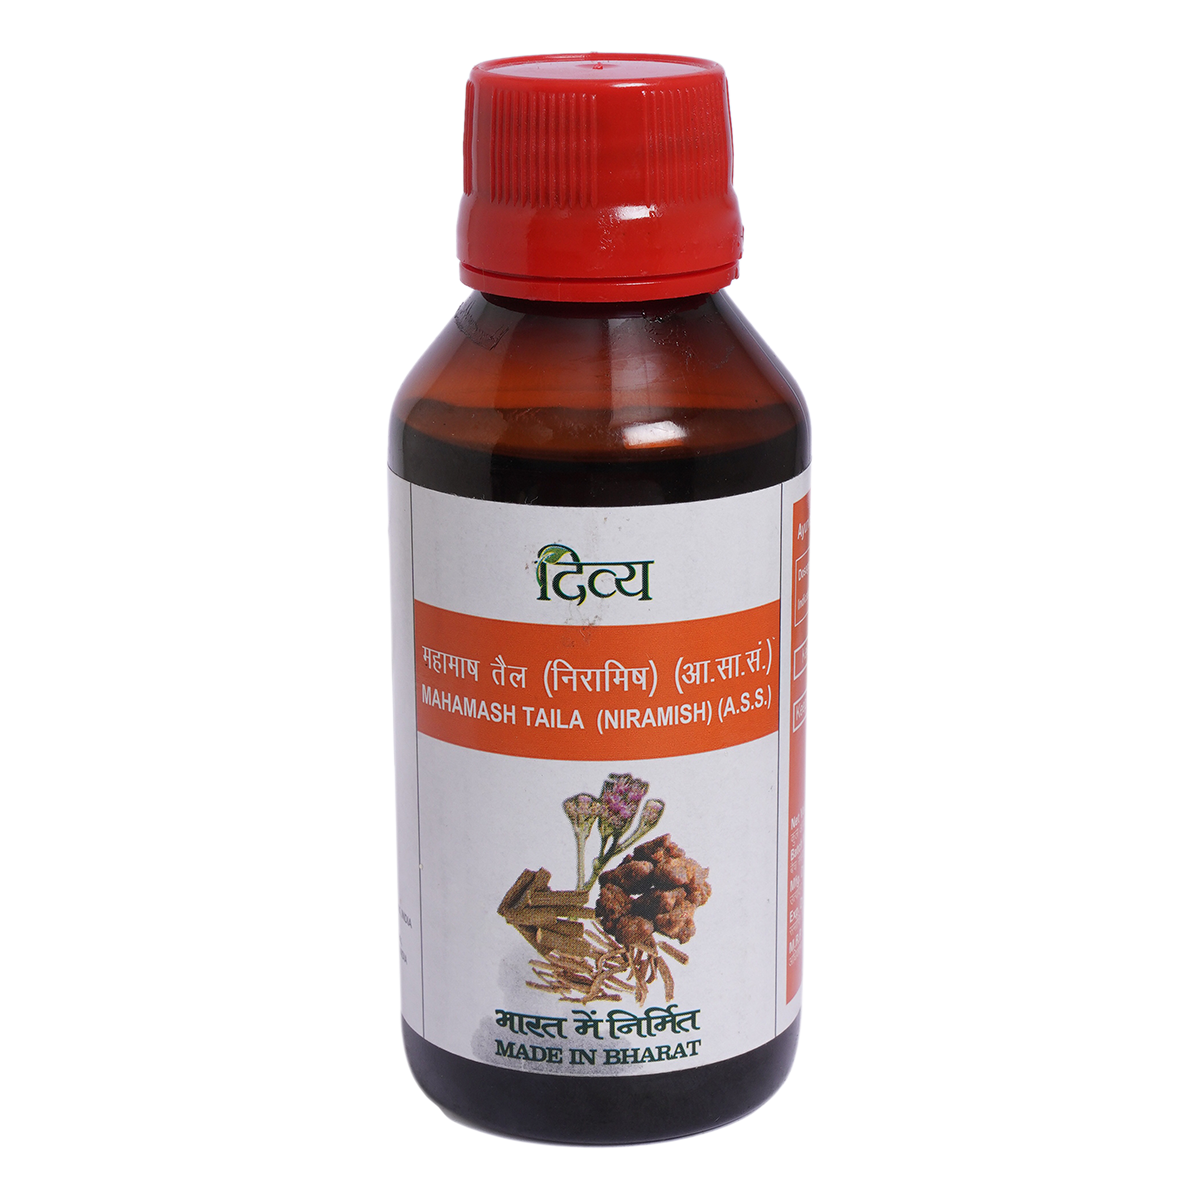 दिव्य
महामाष तैल (निरामिष) (आ.सा.सं.)
MAHAMASH TAILA (NIRAMISH) (A.S.S.)
भारत में निर्मित
MADE IN BHARAT